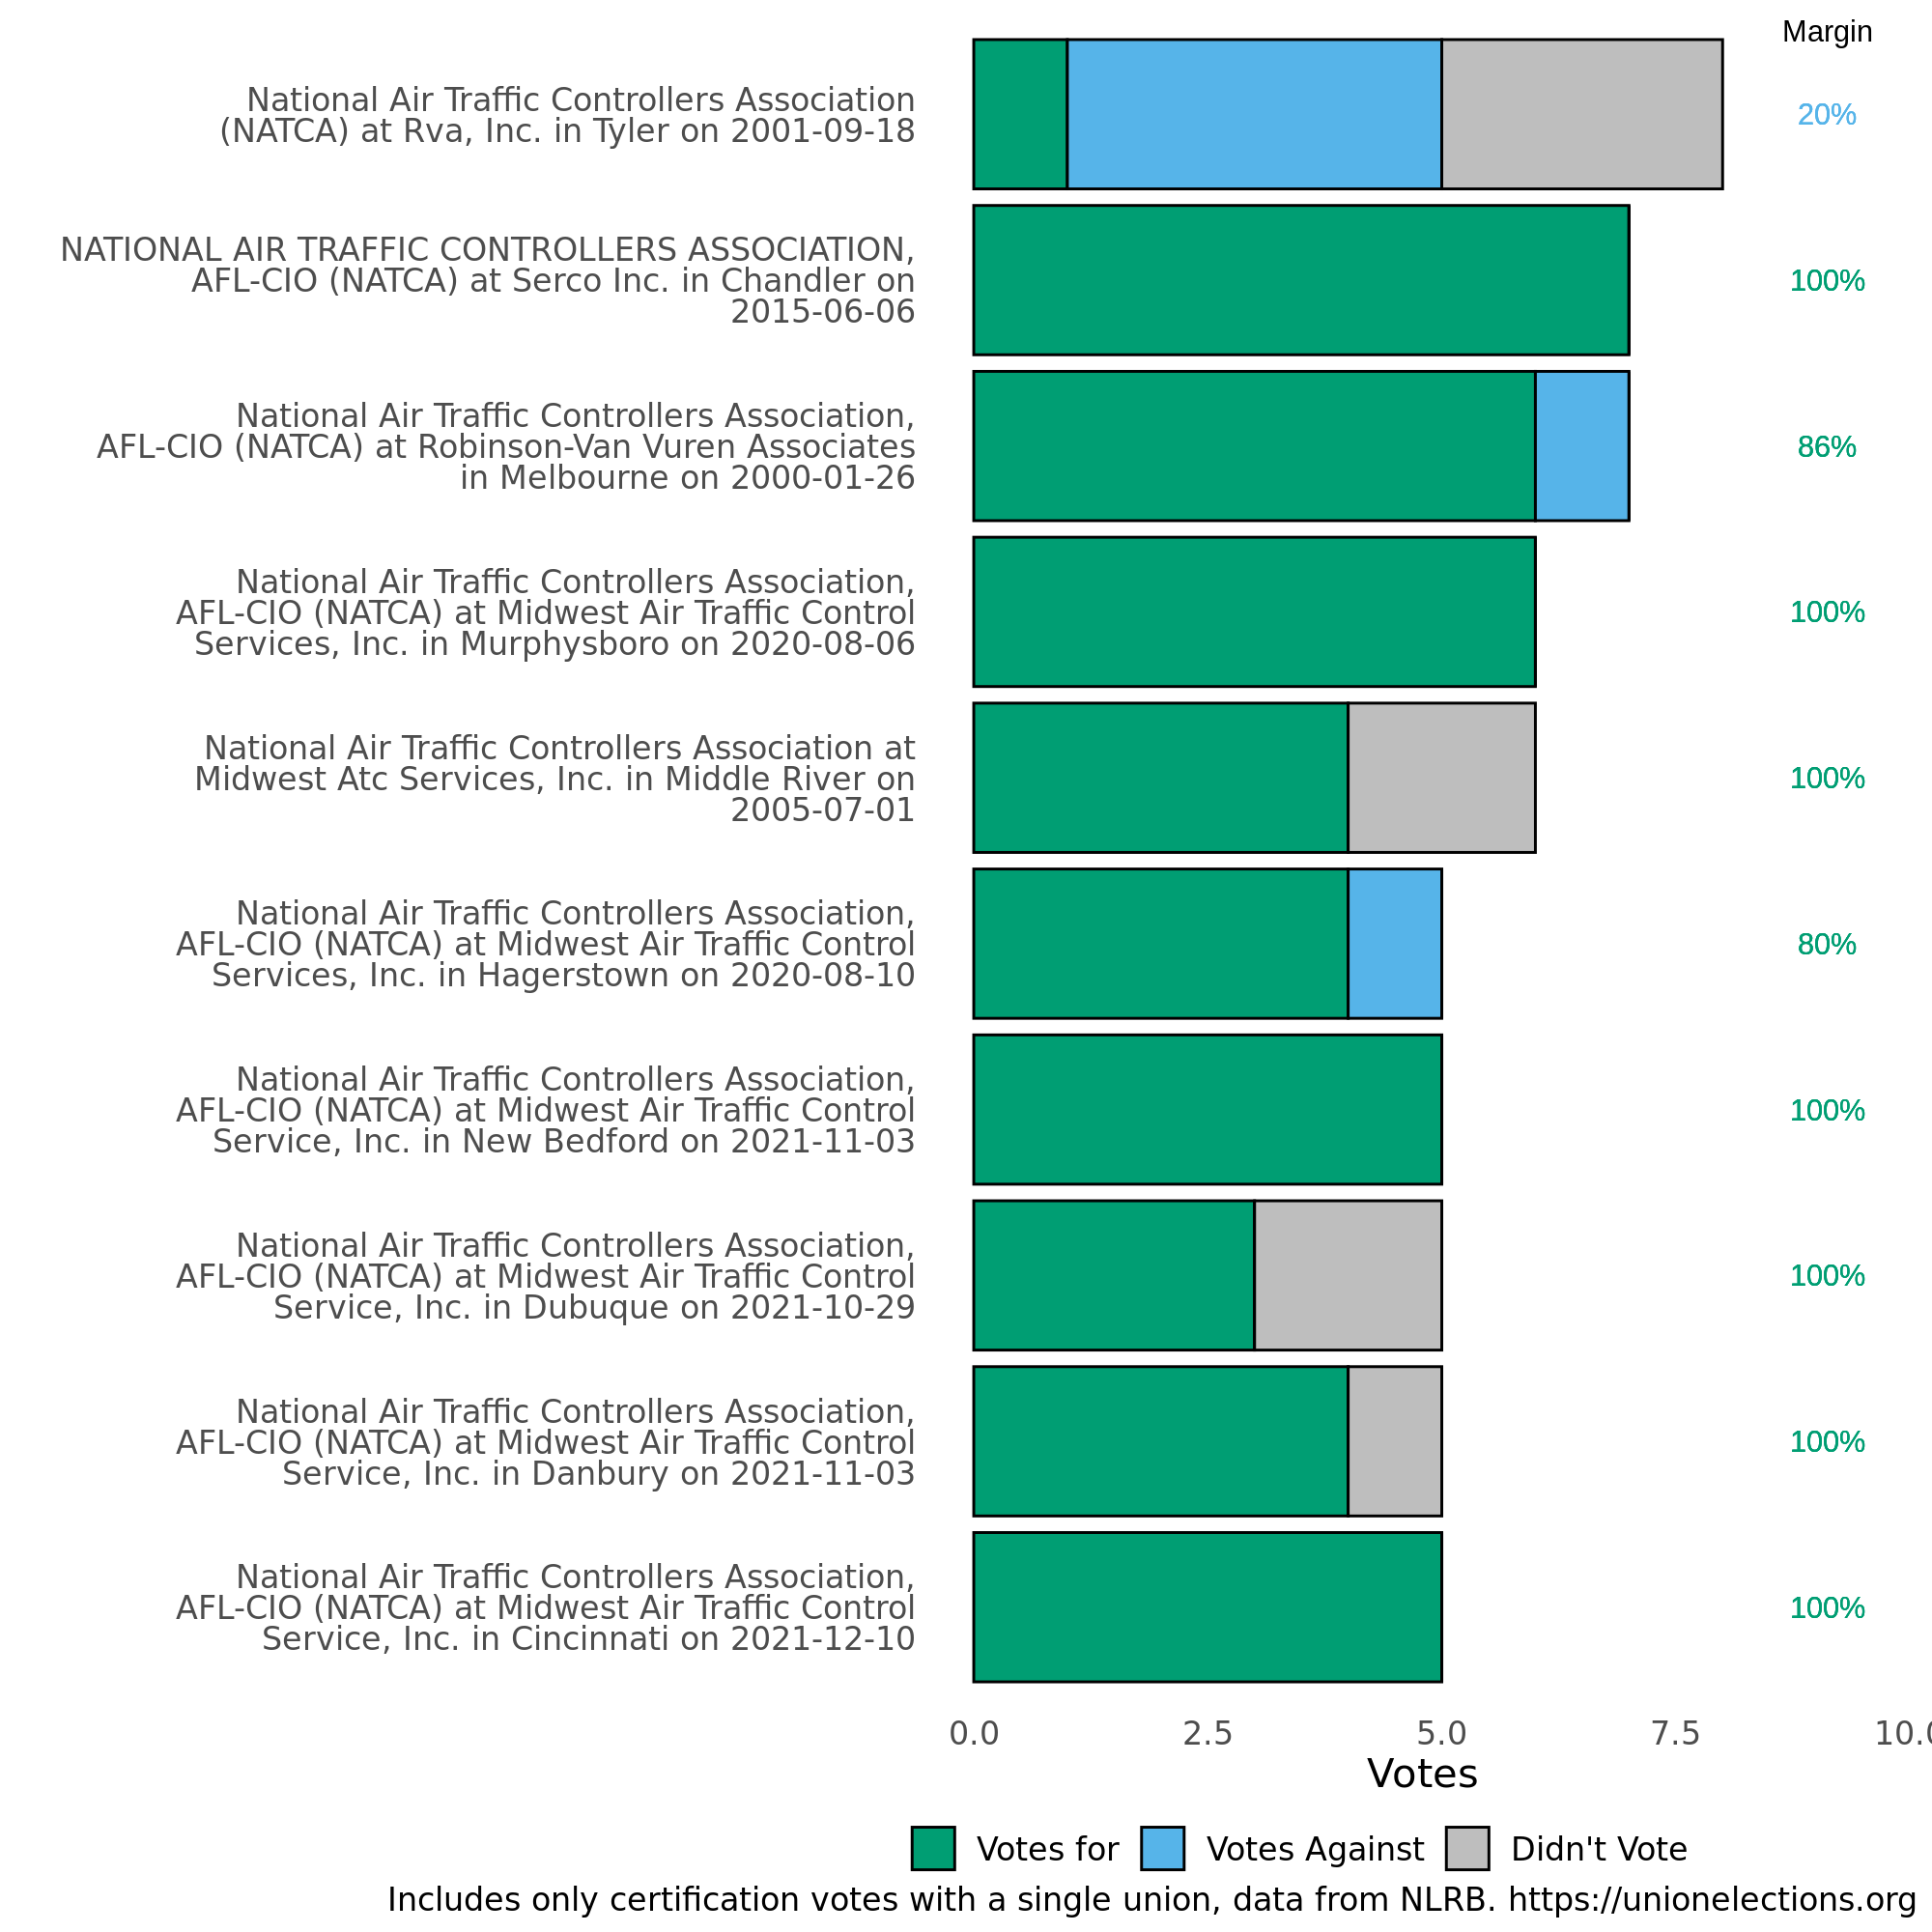 Margin
National Air Traffic Controllers Association
(NATCA) at Rva, Inc. in Tyler on 2001-09-18
20%
NATIONAL AIR TRAFFIC CONTROLLERS ASSOCIATION,
AFL-CIO (NATCA) at Serco Inc. in Chandler on
2015-06-06
100%
National Air Traffic Controllers Association,
AFL-CIO (NATCA) at Robinson-Van Vuren Associates
in Melbourne on 2000-01-26
86%
National Air Traffic Controllers Association,
AFL-CIO (NATCA) at Midwest Air Traffic Control
Services, Inc. in Murphysboro on 2020-08-06
100%
National Air Traffic Controllers Association at
Midwest Atc Services, Inc. in Middle River on
2005-07-01
100%
National Air Traffic Controllers Association,
AFL-CIO (NATCA) at Midwest Air Traffic Control
Services, Inc. in Hagerstown on 2020-08-10
80%
National Air Traffic Controllers Association,
AFL-CIO (NATCA) at Midwest Air Traffic Control
Service, Inc. in New Bedford on 2021-11-03
100%
National Air Traffic Controllers Association,
AFL-CIO (NATCA) at Midwest Air Traffic Control
Service, Inc. in Dubuque on 2021-10-29
100%
National Air Traffic Controllers Association,
AFL-CIO (NATCA) at Midwest Air Traffic Control
Service, Inc. in Danbury on 2021-11-03
100%
National Air Traffic Controllers Association,
AFL-CIO (NATCA) at Midwest Air Traffic Control
Service, Inc. in Cincinnati on 2021-12-10
100%
0.0 2.5 5.0 7.5 10.0
Votes
Votes for Votes Against Didn't Vote
Includes only certification votes with a single union, data from NLRB. https://unionelections.org